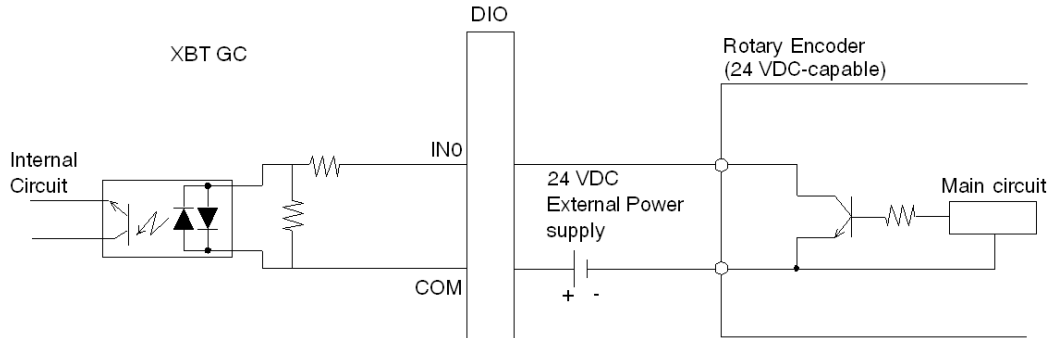 DIO
XBT GC
Rotary Encoder
(24 VDC-capable)
IN0
Internal
Circuit
24 VDC
External Power
supply
Main circuit
COM
+ -